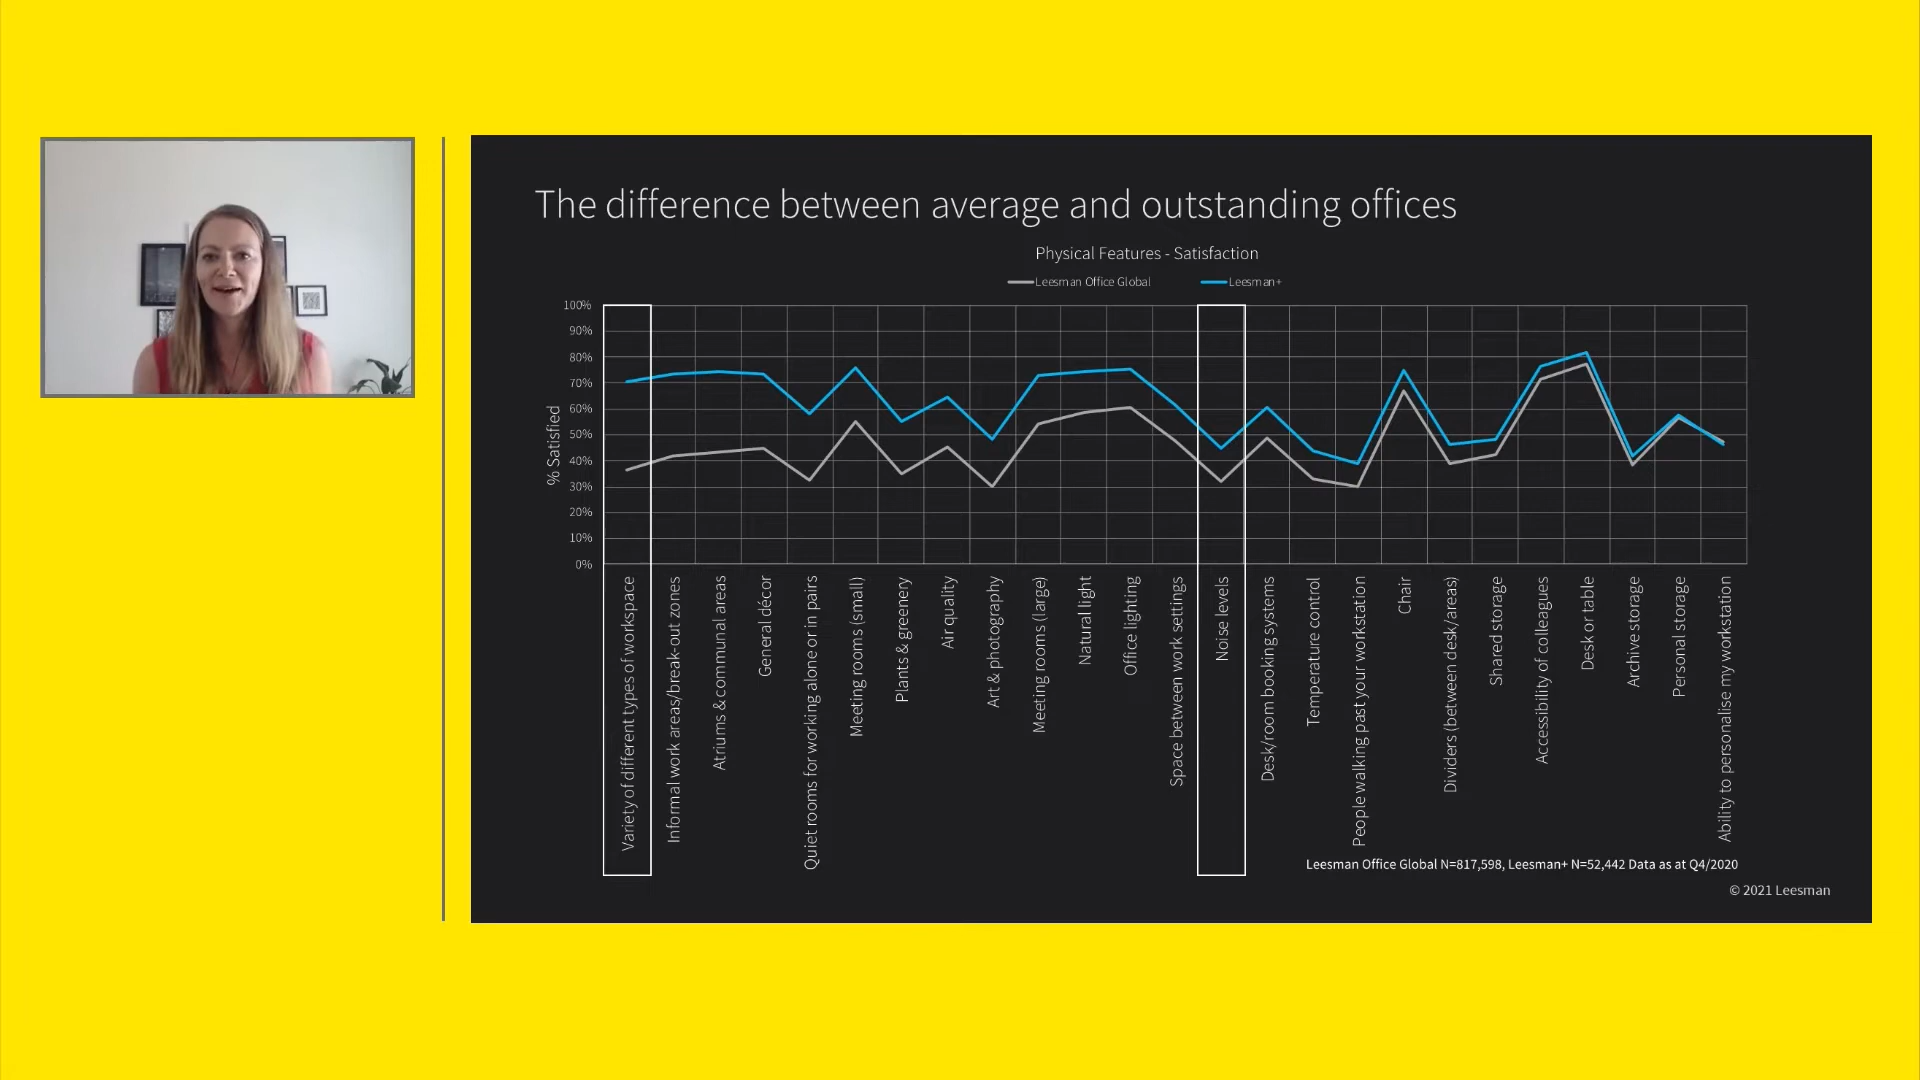 The difference between average and outstanding offices
Physical Features - Satisfaction
Leesman Office Global
Leesman+
% Satisfied
100%
90%
80%
70%
60%
50%
40%
30%
20%
10%
0%
Variety of different types of workspace
Informal work areas/break-out zones
Atriums & communal areas
General décor
Quiet rooms for working alone or in pairs
Meeting rooms (small)
Plants & greenery
Air quality
Art & photography
Meeting rooms (large)
Natural light
Office lighting
Space between work settings
Noise levels
Desk/room booking systems
Temperature control
People walking past your workstation
Chair
Dividers (between desk/areas)
Shared storage
Accessibility of colleagues
Desk or table
Archive storage
Personal storage
Ability to personalise my workstation
Leesman Office Global N=817,598, Leesman+ N=52,442 Data as at Q4/2020
© 2021 Leesman